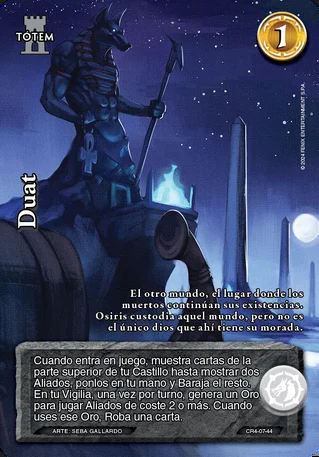 TÓTEM
1
© 2024 FENIX ENTERTAINMENT S.P.A.
Duat
El otro mundo, el lugar donde los
muertos continúan sus existencias.
Osiris custodia aquel mundo, pero no es
el único dios que ahí tiene su morada.
Cuando entra en juego, muestra cartas de la
parte superior de tu Castillo hasta mostrar dos
Aliados, ponlos en tu mano y Baraja el resto.
En tu Vigilia, una vez por turno, genera un Oro
para jugar Aliados de coste 2 o más. Cuando
uses ese Oro, Roba una carta.
ARTE: SEBA GALLARDO
CR4-07-44